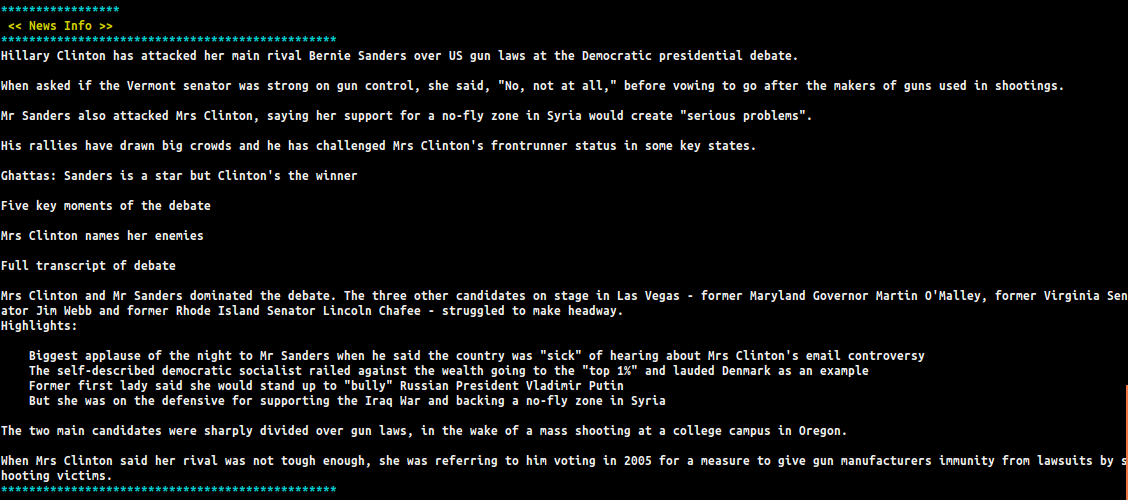 *****************
<< News Info >>
************************************************
Hillary Clinton has attacked her main rival Bernie Sanders over US gun laws at the Democratic presidential debate.
When asked if the Vermont senator was strong on gun control, she said, "No, not at all," before vowing to go after the makers of guns used in shootings.
Mr Sanders also attacked Mrs Clinton, saying her support for a no-fly zone in Syria would create "serious problems".
His rallies have drawn big crowds and he has challenged Mrs Clinton's frontrunner status in some key states.
Ghattas: Sanders is a star but Clinton's the winner
Five key moments of the debate
Mrs Clinton names her enemies
Full transcript of debate
Mrs Clinton and Mr Sanders dominated the debate. The three other candidates on stage in Las Vegas - former Maryland Governor Martin O'Malley, former Virginia Sen
ator Jim Webb and former Rhode Island Senator Lincoln Chafee - struggled to make headway.
Highlights:
Biggest applause of the night to Mr Sanders when he said the country was "sick" of hearing about Mrs Clinton's email controversy
The self-described democratic socialist railed against the wealth going to the "top 1%" and lauded Denmark as an example
Former first lady said she would stand up to "bully" Russian President Vladimir Putin
But she was on the defensive for supporting the Iraq War and backing a no-fly zone in Syria
The two main candidates were sharply divided over gun laws, in the wake of a mass shooting at a college campus in Oregon.
When Mrs Clinton said her rival was not tough enough, she was referring to him voting in 2005 for a measure to give gun manufacturers immunity from lawsuits by s
hooting victims.
************************************************